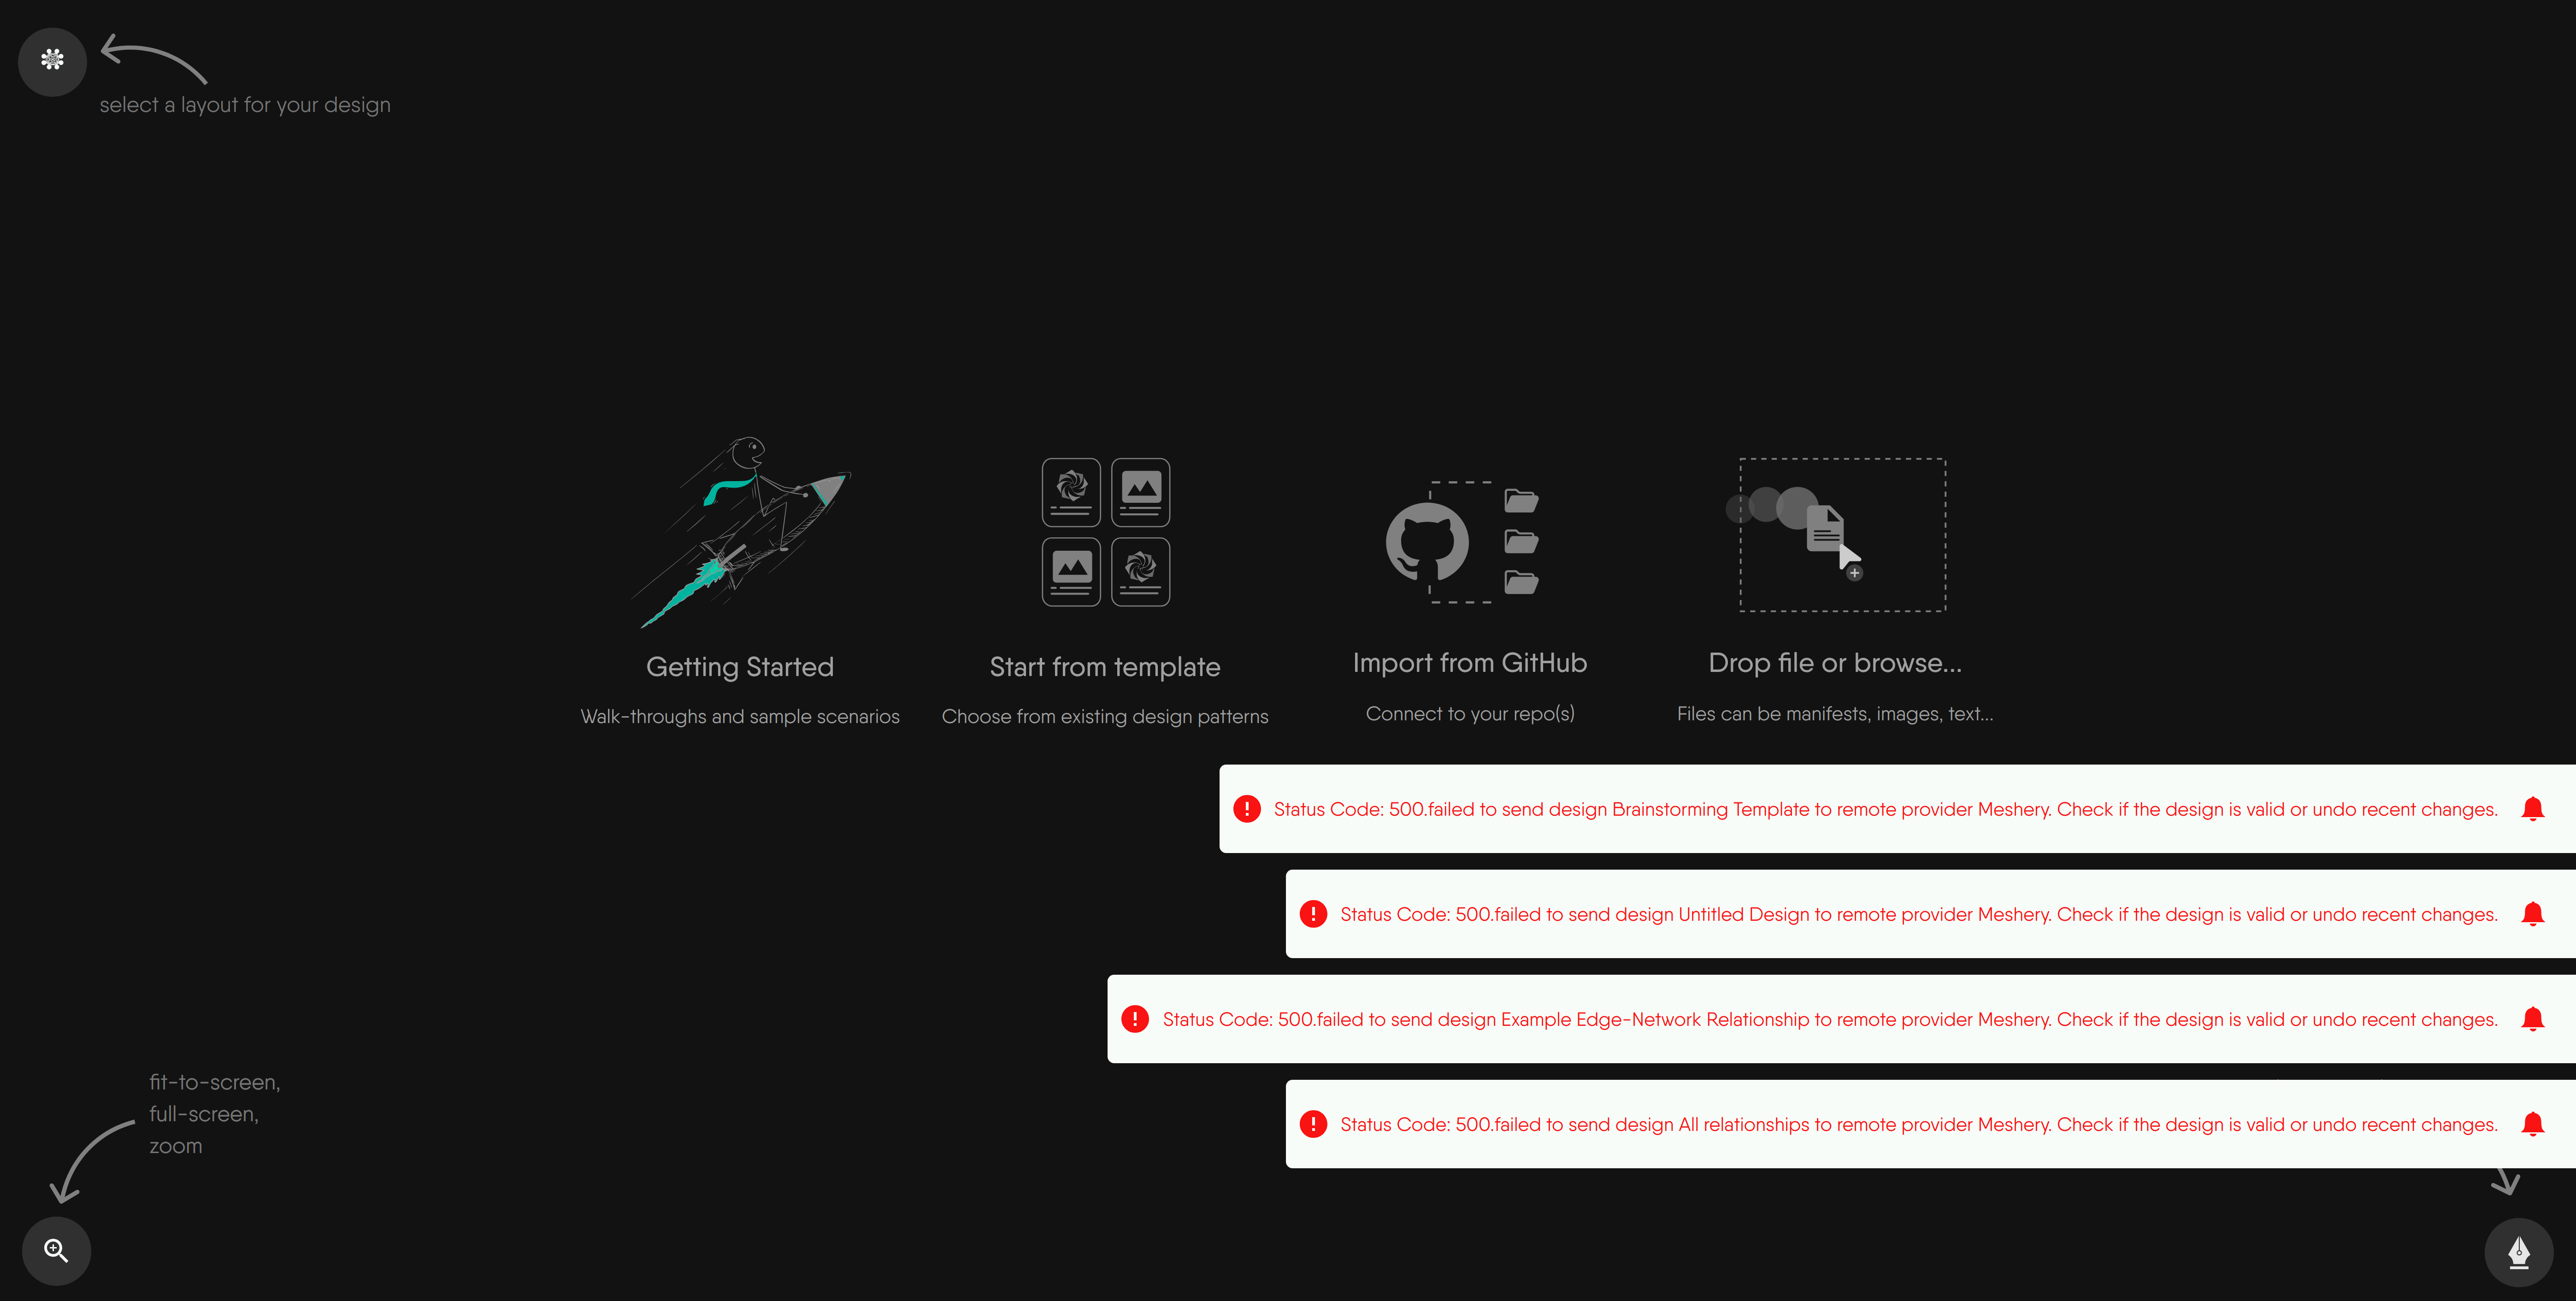 select a layout for your design
Getting Started
Walk-throughs and sample scenarios
Start from template
Choose from existing design patterns
Import from GitHub
Connect to your repo(s)
Drop file or browse...
Files can be manifests, images, text...
Status Code: 500.failed to send design Brainstorming Template to remote provider Meshery. Check if the design is valid or undo recent changes.
Status Code: 500.failed to send design Untitled Design to remote provider Meshery. Check if the design is valid or undo recent changes.
Status Code: 500.failed to send design Example Edge-Network Relationship to remote provider Meshery. Check if the design is valid or undo recent changes.
Status Code: 500.failed to send design All relationships to remote provider Meshery. Check if the design is valid or undo recent changes.
fit-to-screen,
full-screen,
zoom